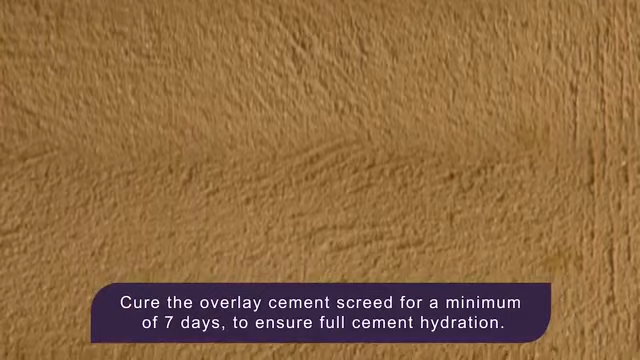 Cure the overlay cement screed for a minimum
of 7 days, to ensure full cement hydration.